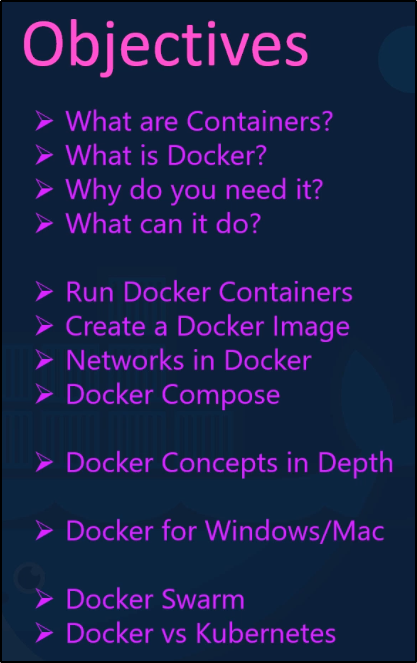 Objectives
➢ What are Containers?
➢ What is Docker?
➢ Why do you need it?
➢ What can it do?
➢ Run Docker Containers
➢ Create a Docker Image
➢ Networks in Docker
➢ Docker Compose
➢ Docker Concepts in Depth
➢ Docker for Windows/Mac
➢ Docker Swarm
➢ Docker vs Kubernetes